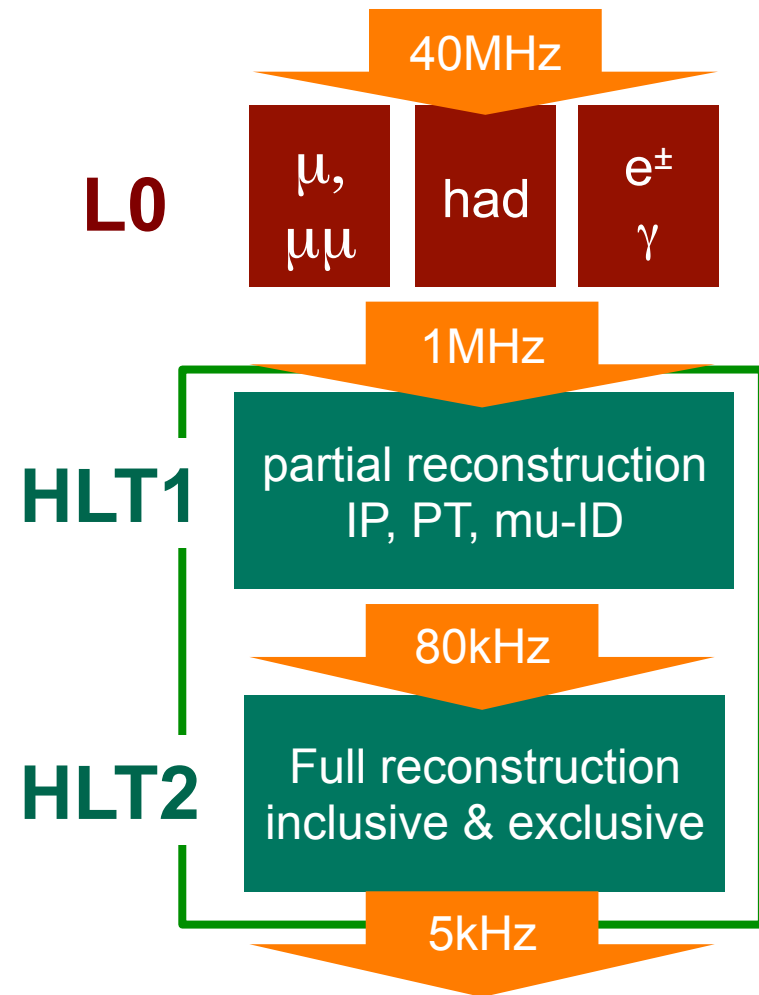 40MHz
L0
μ,
μμ
had
e±
γ
1MHz
HLT1
partial reconstruction
IP, PT, mu-ID
80kHz
HLT2
Full reconstruction
inclusive & exclusive
5kHz